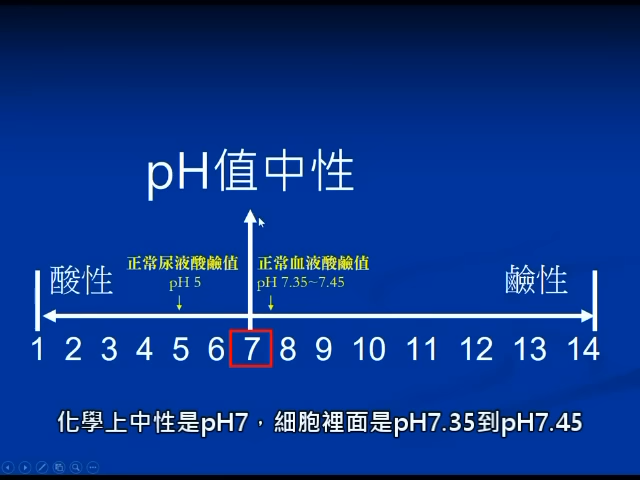 pH值中性
正常尿液酸鹼值 正常血液酸鹼值
pH 5 pH 7.35~7.45
酸性 鹼性
↓ ↓
1 2 3 4 5 6 7 8 9 10 11 12 13 14
化學上中性是pH7，細胞裡面是pH7.35到pH7.45